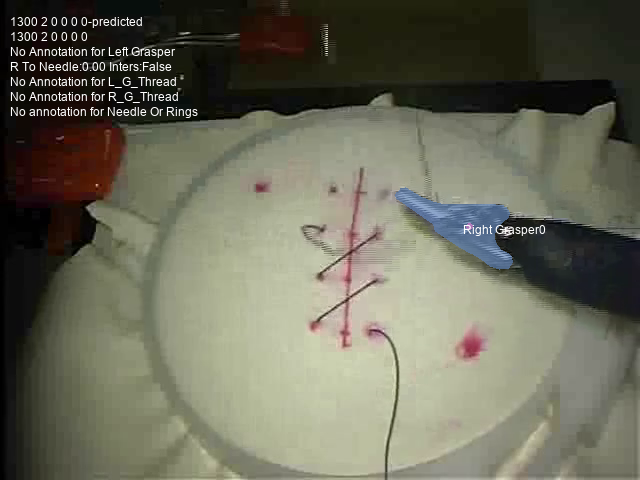 1300 2 0 0 0 0-predicted
1300 2 0 0 0 0
No Annotation for Left Grasper
R To Needle:0.00 Inters:False
No Annotation for L_G_Thread
No Annotation for R_G_Thread
No annotation for Needle Or Rings
Right Grasper0